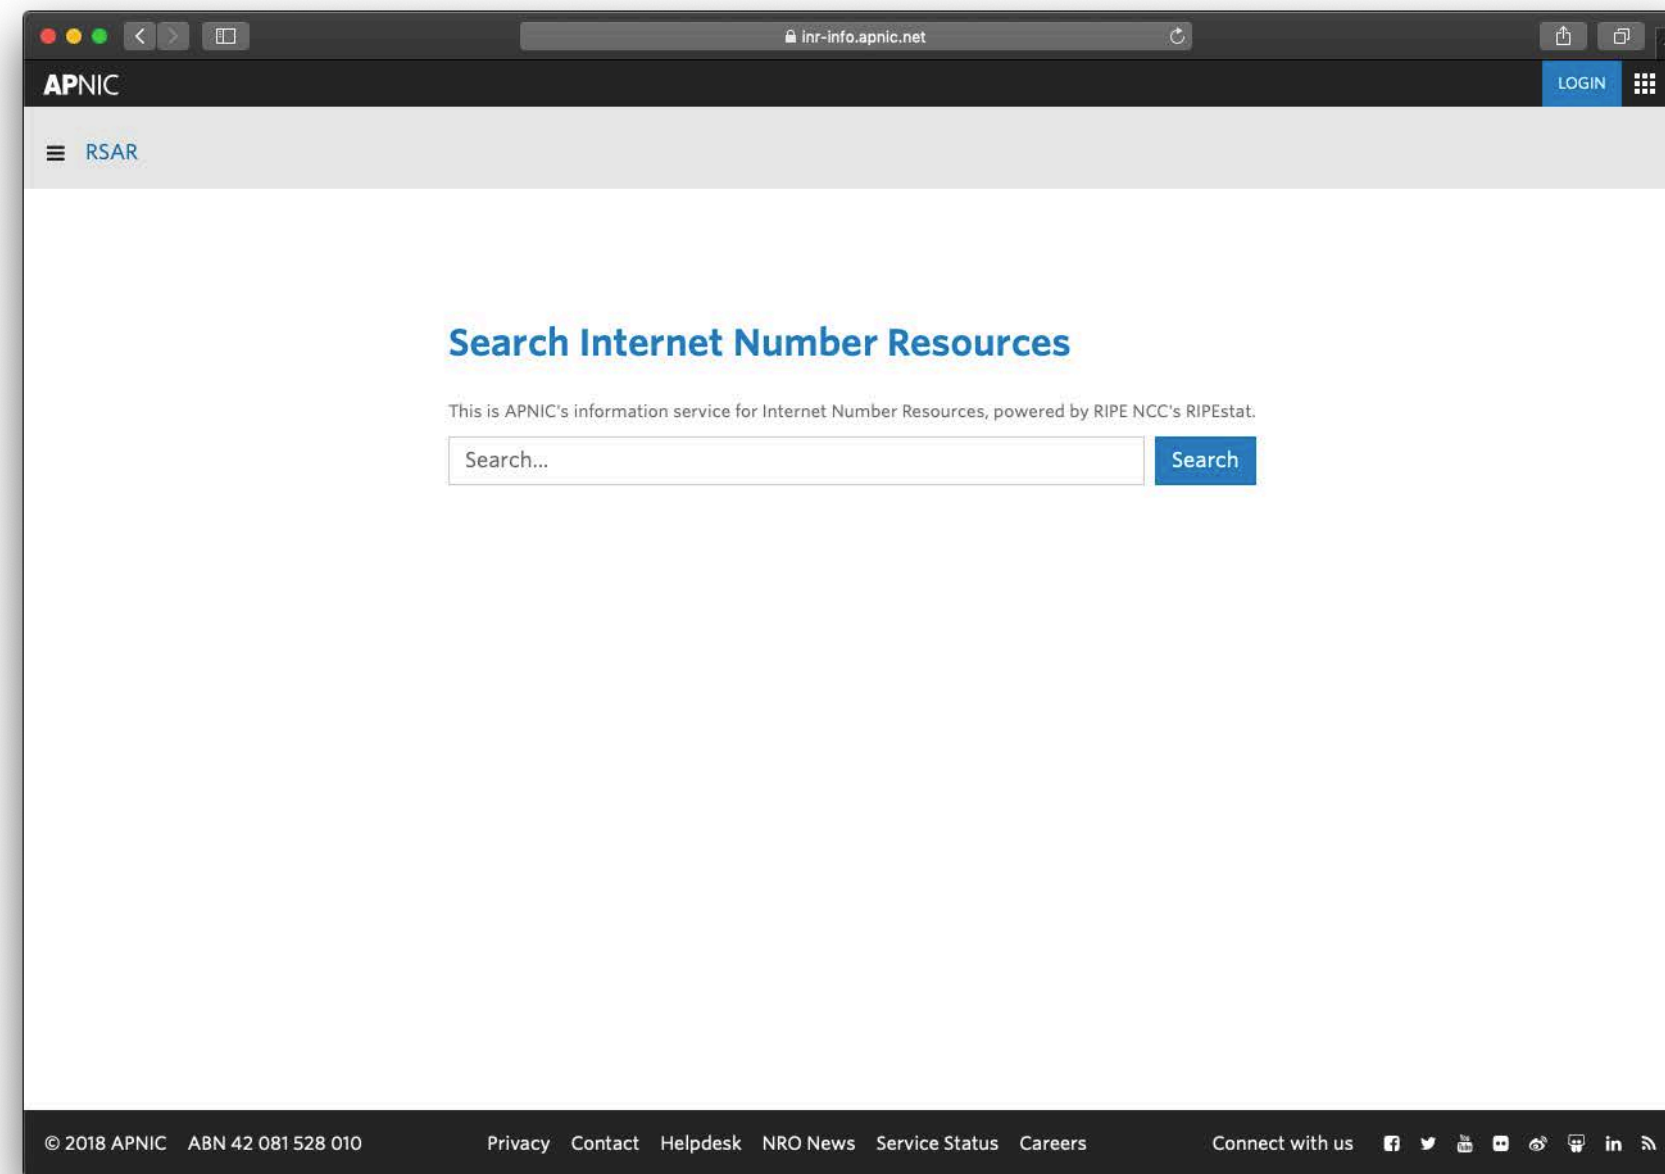 inr-info.apnic.net
APNIC
LOGIN
RSAR
Search Internet Number Resources
This is APNIC's information service for Internet Number Resources, powered by RIPE NCC's RIPEstat.
Search...
Search
© 2018 APNIC ABN 42 081 528 010 Privacy Contact Helpdesk NRO News Service Status Careers Connect with us